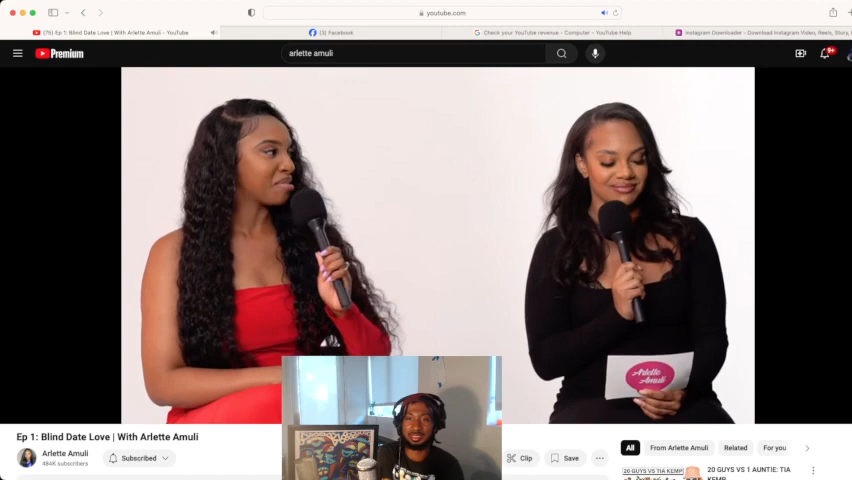 youtube.com
(75) Ep 1: Blind Date Love | With Arlette Amuli - YouTube
(3) Facebook
Check your YouTube revenue - Computer - YouTube Help
Instagram Downloader - Download Instagram Video, Reels, Story,
Premium
arlette amuli
9+
Arlette
Amuli
Ep 1: Blind Date Love | With Arlette Amuli
Arlette Amuli
484K subscribers
Subscribed
Clip
Save
All
From Arlette Amuli
Related
For you
20 GUYS VS TIA KEMP
20 GUYS VS 1 AUNTIE: TIA
KEMP